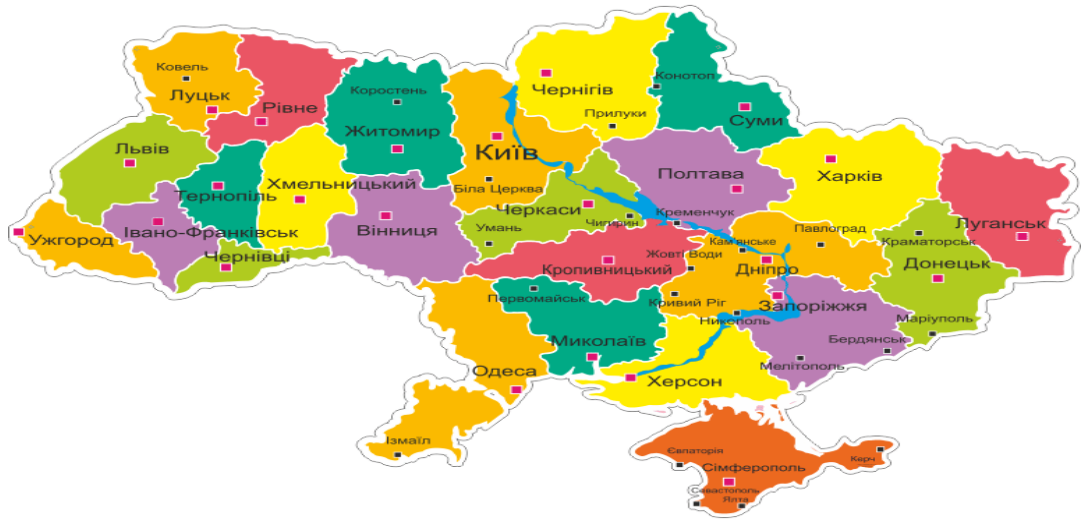 Ковель
Луцьк
Рівне
Коростень
Житомир
Київ
Біла Церква
Чернігів
Прилуки
Конотоп
Суми
Львів
Тернопіль
Хмельницький
Ужгород
Івано-Франківськ
Чернівці
Вінниця
Черкаси
Чигирин
Умань
Полтава
Кременчук
Харків
Луганськ
Краматорськ
Донецьк
Маріуполь
Павлоград
Кам'янське
Дніпро
Жовті Води
Кривий Ріг
Нікополь
Кропивницький
Запоріжжя
Бердянськ
Мелітополь
Первомайськ
Миколаїв
Одеса
Херсон
Ізмаїл
Євпаторія
Сімферополь
Керч
Севастополь
Ялта